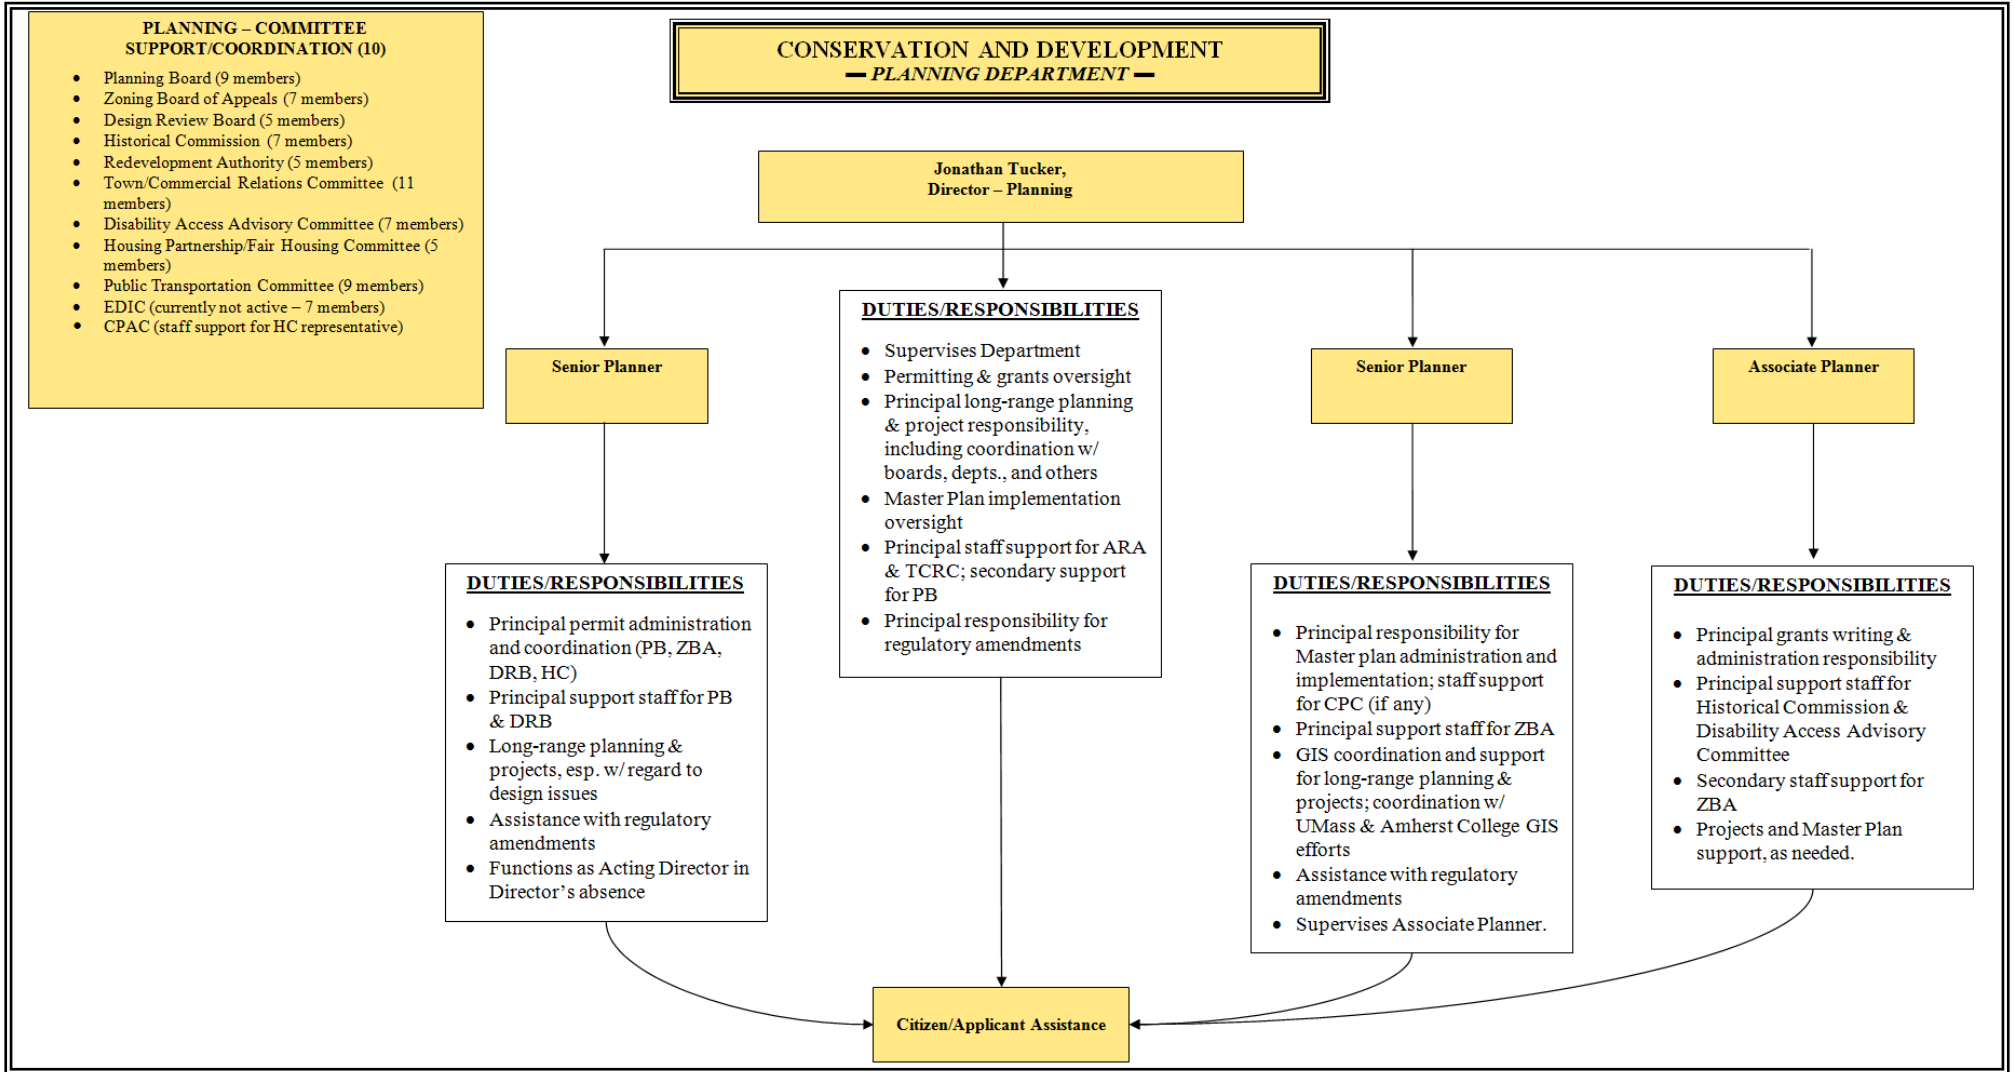 PLANNING – COMMITTEE
SUPPORT/COORDINATION (10)
• Planning Board (9 members)
• Zoning Board of Appeals (7 members)
• Design Review Board (5 members)
• Historical Commission (7 members)
• Redevelopment Authority (5 members)
• Town/Commercial Relations Committee (11
members)
• Disability Access Advisory Committee (7 members)
• Housing Partnership/Fair Housing Committee (5
members)
• Public Transportation Committee (9 members)
• EDIC (currently not active – 7 members)
• CPAC (staff support for HC representative)
CONSERVATION AND DEVELOPMENT
━ PLANNING DEPARTMENT ━
Jonathan Tucker,
Director – Planning
Senior Planner
DUTIES/RESPONSIBILITIES
• Principal permit administration
and coordination (PB, ZBA,
DRB, HC)
• Principal support staff for PB
& DRB
• Long-range planning &
projects, esp. w/ regard to
design issues
• Assistance with regulatory
amendments
• Functions as Acting Director in
Director’s absence
DUTIES/RESPONSIBILITIES
• Supervises Department
• Permitting & grants oversight
• Principal long-range planning
& project responsibility,
including coordination w/
boards, depts., and others
• Master Plan implementation
oversight
• Principal staff support for ARA
& TCRC; secondary support
for PB
• Principal responsibility for
regulatory amendments
Senior Planner
DUTIES/RESPONSIBILITIES
• Principal responsibility for
Master plan administration and
implementation; staff support
for CPC (if any)
• Principal support staff for ZBA
• GIS coordination and support
for long-range planning &
projects; coordination w/
UMass & Amherst College GIS
efforts
• Assistance with regulatory
amendments
• Supervises Associate Planner.
Associate Planner
DUTIES/RESPONSIBILITIES
• Principal grants writing &
administration responsibility
• Principal support staff for
Historical Commission &
Disability Access Advisory
Committee
• Secondary staff support for
ZBA
• Projects and Master Plan
support, as needed.
Citizen/Applicant Assistance